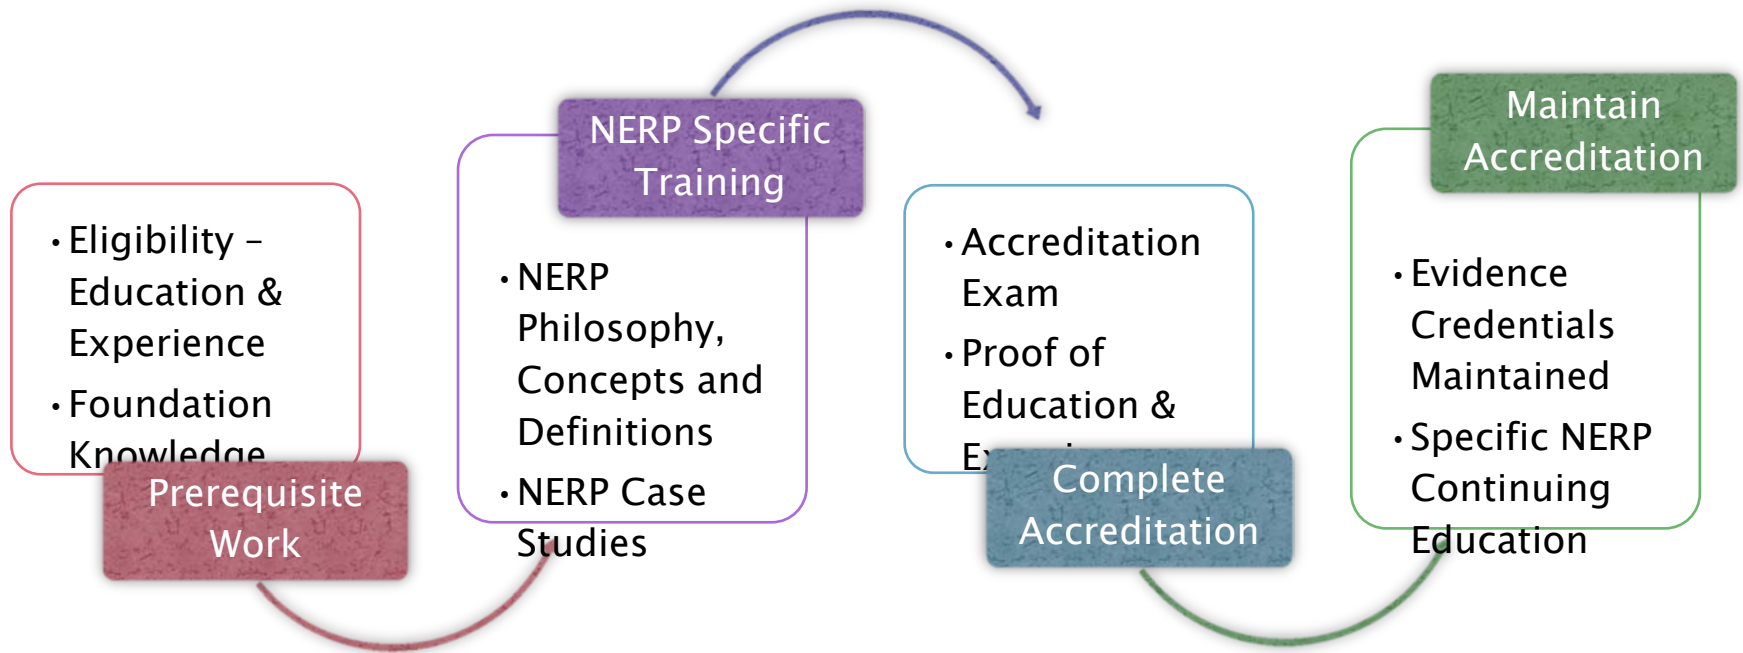 • Eligibility –
Education &
Experience
• Foundation
Knowledge
Prerequisite
Work
NERP Specific
Training
• NERP
Philosophy,
Concepts and
Definitions
• NERP Case
Studies
• Accreditation
Exam
• Proof of
Education &
Complete
Accreditation
Maintain
Accreditation
• Evidence
Credentials
Maintained
• Specific NERP
Continuing
Education